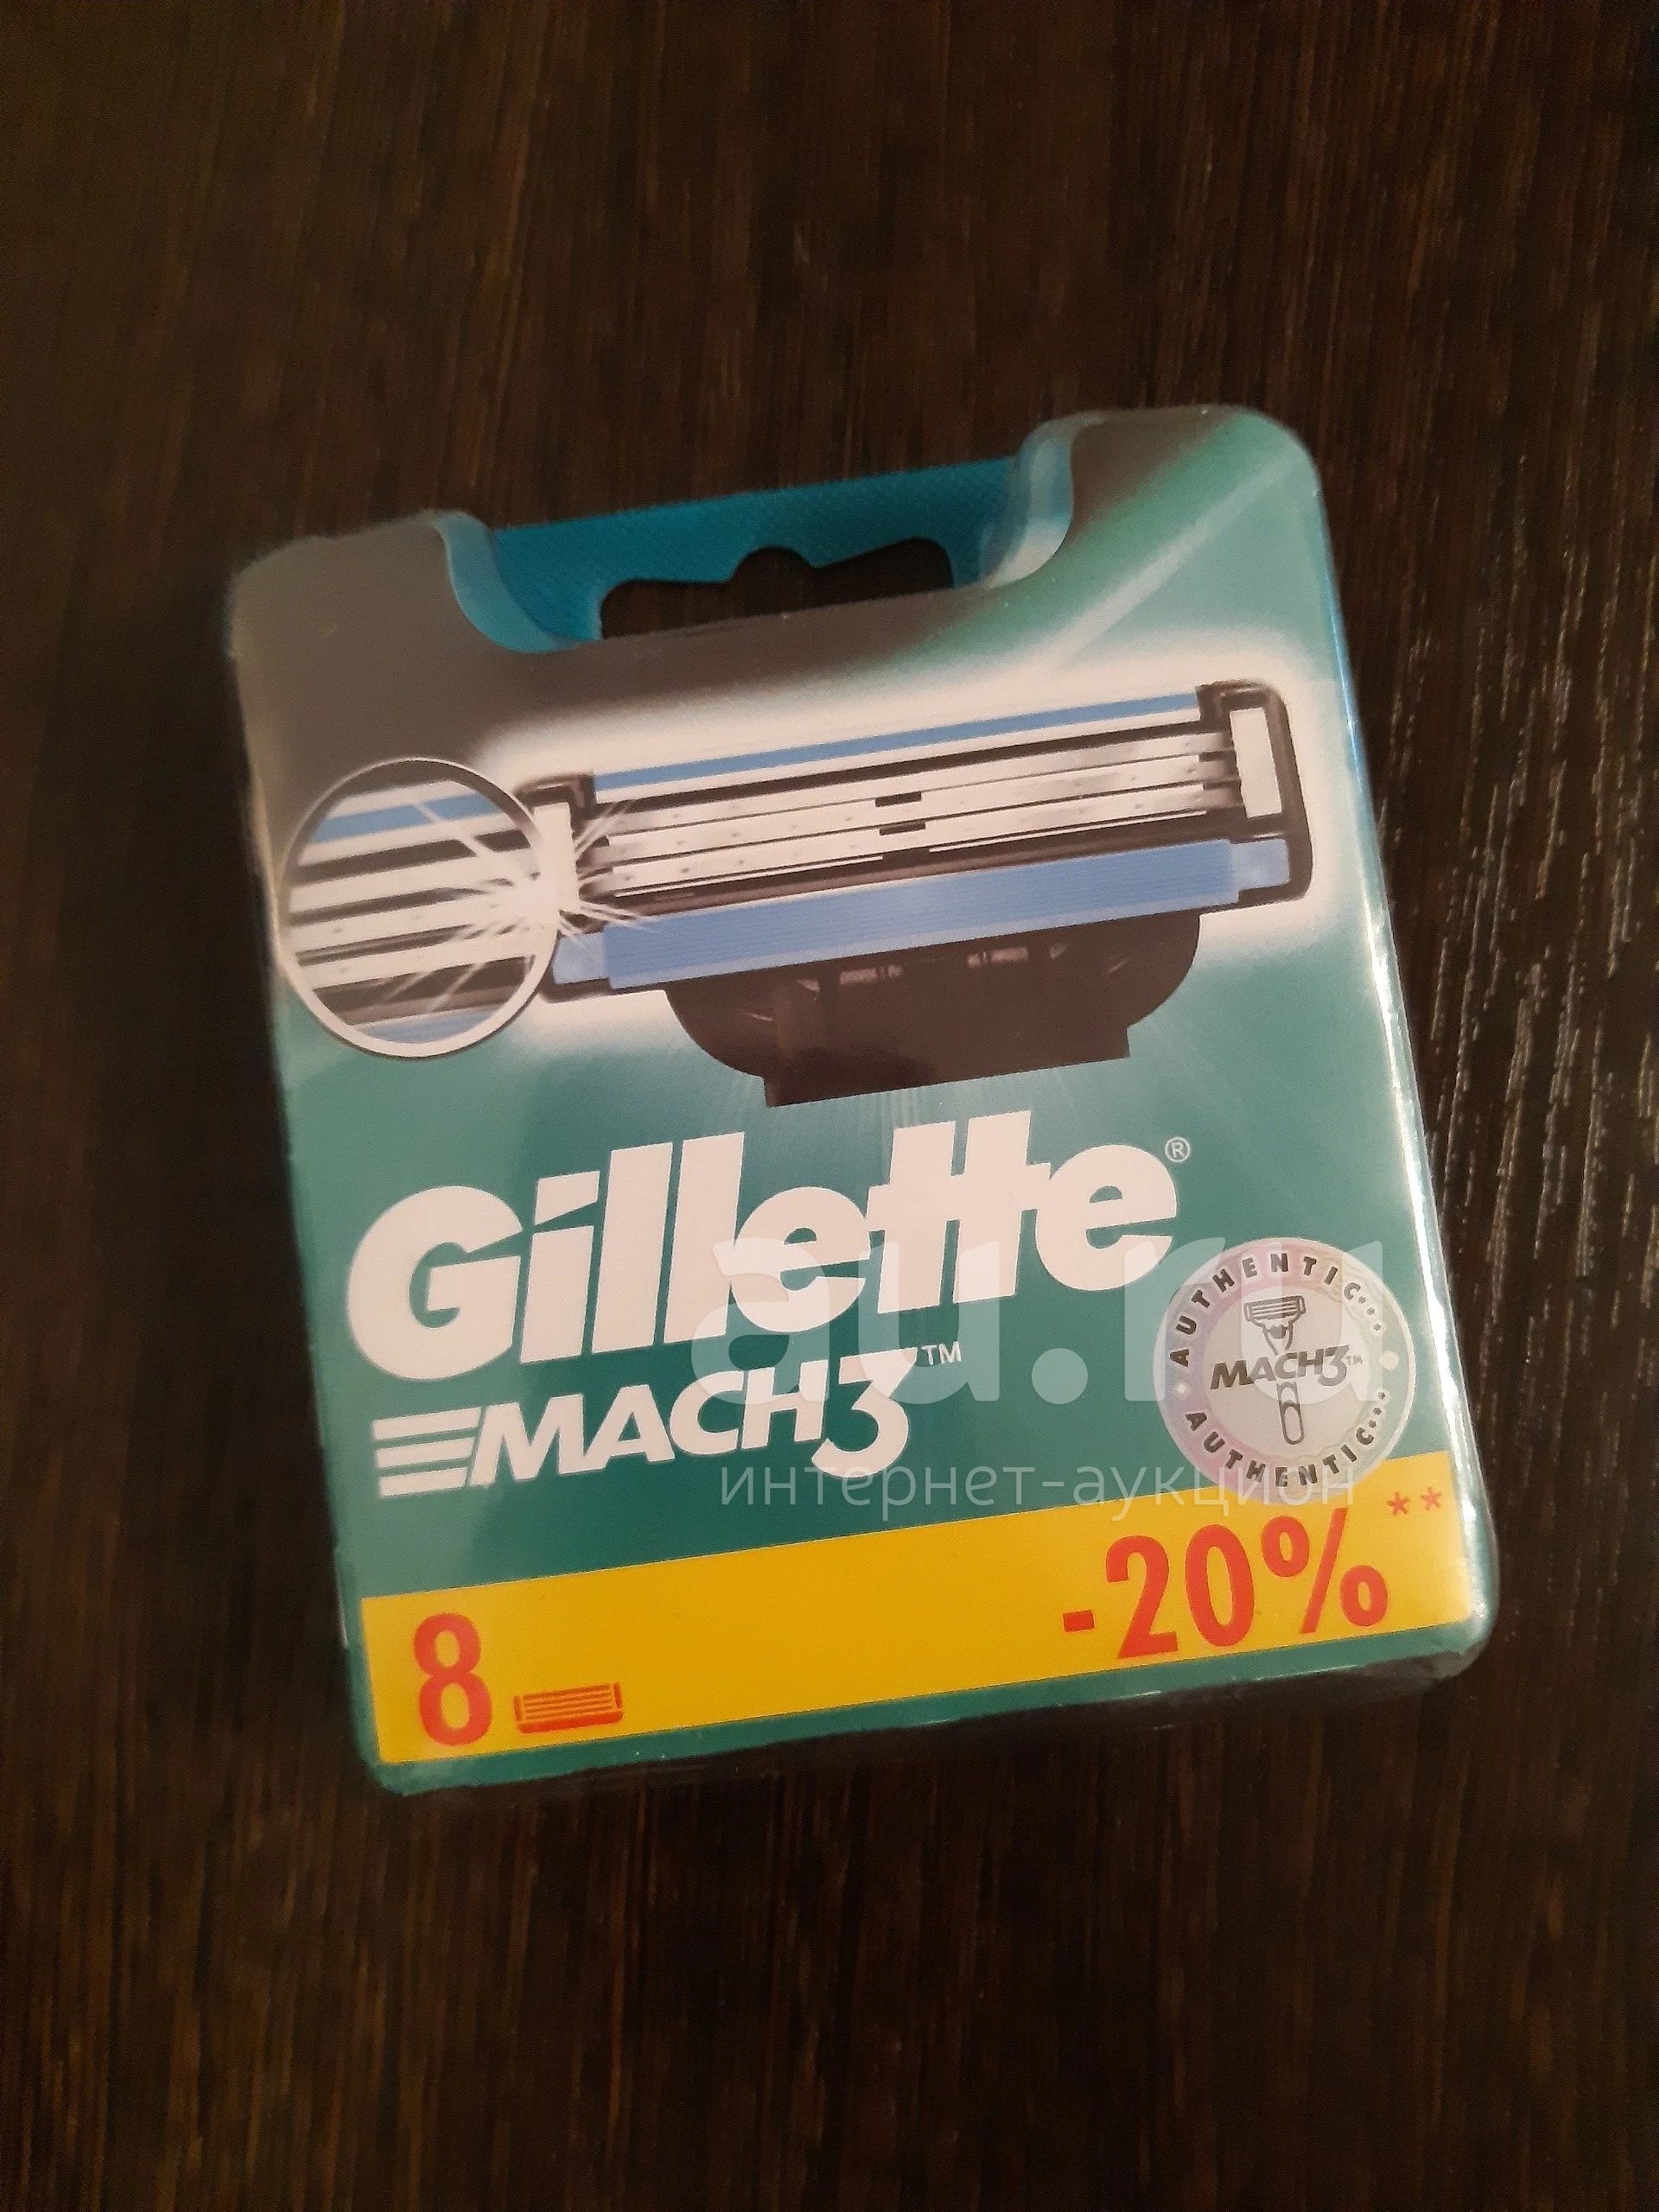 Gillette®
MACH3™
AUTHENTIC
MACH3™
AUTHENTIC
au.ru
интернет-аукцион
8
-20%**